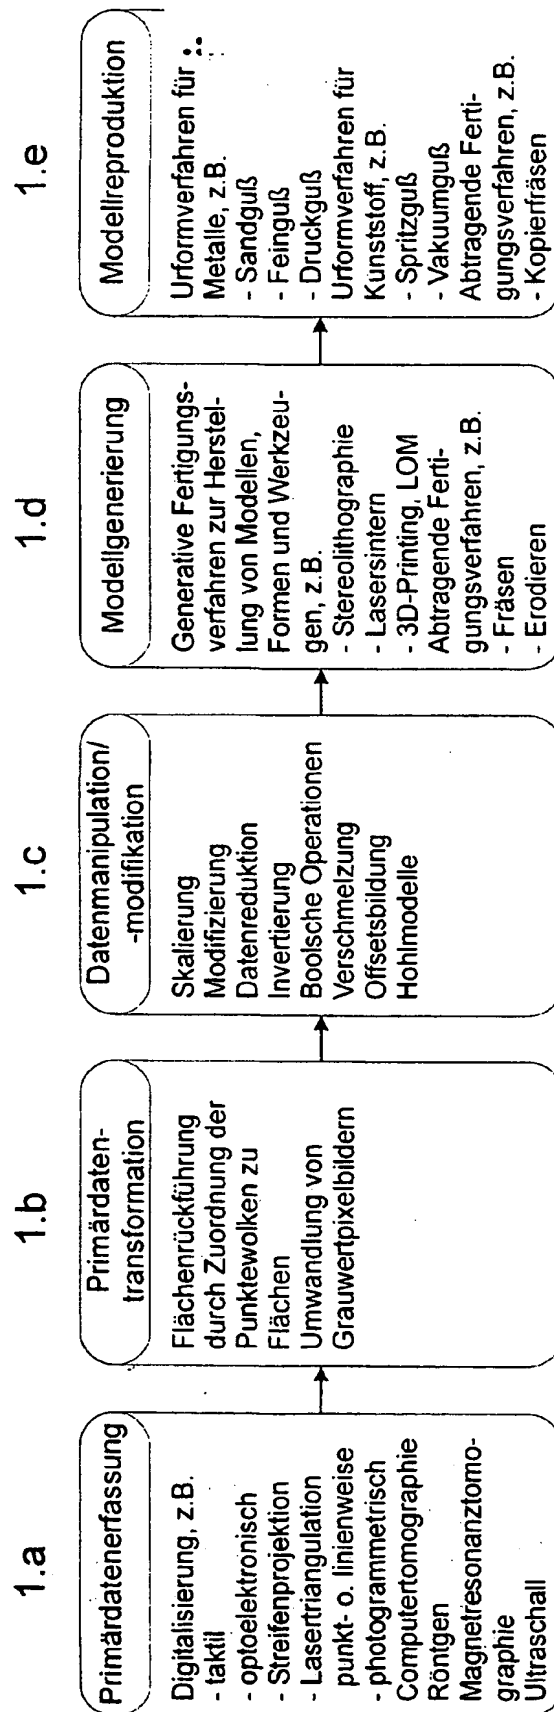 1.a
Primärdatenerfassung
Digitalisierung, z.B.
- taktil
- optoelektronisch
- Streifenprojektion
- Lasertriangulation
punkt- o. linienweise
- photogrammetrisch
Computertomographie
Röntgen
Magnetresonanztomo-
graphie
Ultraschall
1.b
Primärdaten-
transformation
Flächenrückführung
durch Zuordnung der
Punktewolken zu
Flächen
Umwandlung von
Grauwertpixelbildern
1.c
Datenmanipulation/
-modifikation
Skalierung
Modifizierung
Datenreduktion
Invertierung
Boolsche Operationen
Verschmelzung
Offsetsbildung
Hohlmodelle
1.d
Modellgenerierung
Generative Fertigungs-
verfahren zur Herstel-
lung von Modellen,
Formen und Werkzeu-
gen, z.B.
- Stereolithographie
- Lasersintern
- 3D-Printing, LOM
Abtragende Ferti-
gungsverfahren, z.B.
- Fräsen
- Erodieren
1.e
Modellreproduktion
Urformverfahren für
Metalle, z.B.
- Sandguß
- Feinguß
- Druckguß
Urformverfahren für
Kunststoff, z.B.
- Spritzguß
- Vakuumguß
Abtragende Ferti-
gungsverfahren, z.B.
- Kopierfräsen